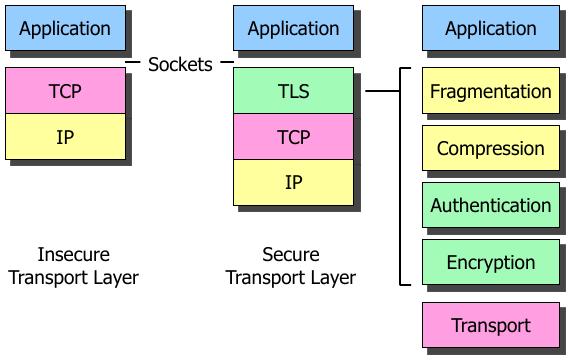 Application
TCP
IP
Insecure
Transport Layer
Sockets
Application
TLS
TCP
IP
Secure
Transport Layer
Application
Fragmentation
Compression
Authentication
Encryption
Transport